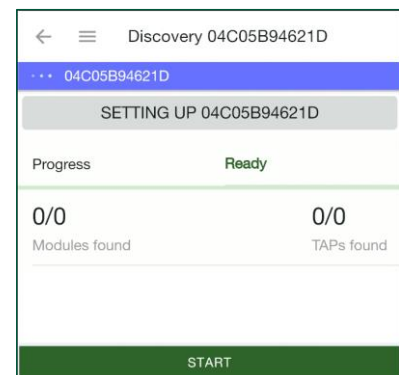 Discovery 04C05B94621D
··· 04C05B94621D
SETTING UP 04C05B94621D
Progress Ready
0/0 0/0
Modules found TAPs found
START